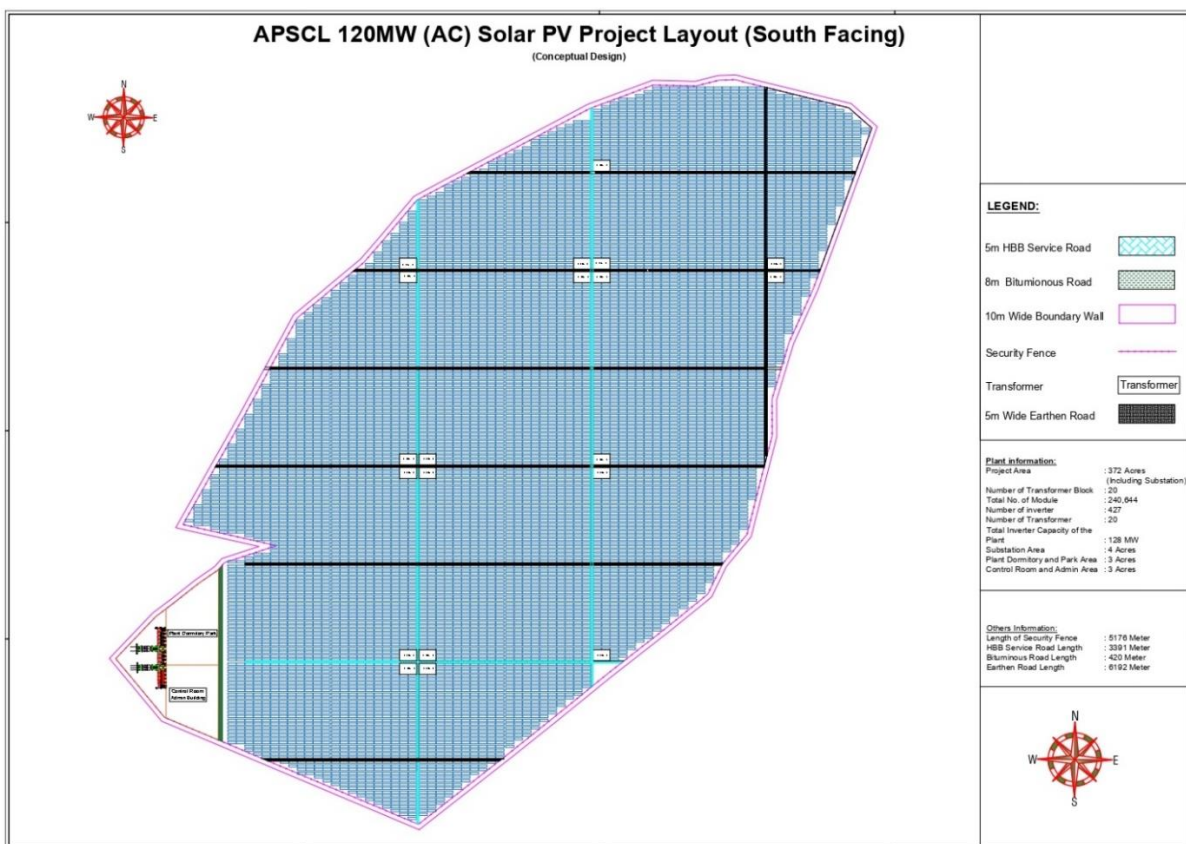 APSCL 120MW (AC) Solar PV Project Layout (South Facing)
(Conceptual Design)
N
W
E
S
Plant Dormitory Park
Control Room
Admin Building
LEGEND:
5m HBB Service Road
8m Bitumionous Road
10m Wide Boundary Wall
Security Fence
Transformer
Transformer
5m Wide Earthen Road
Plant information:
Project Area : 372 Acres
(Including Substation)
Number of Transformer Block : 20
Total No. of Module : 240,644
Number of inverter : 427
Number of Transformer : 20
Total Inverter Capacity of the
Plant : 128 MW
Substation Area : 4 Acres
Plant Dormitory and Park Area : 3 Acres
Control Room and Admin Area : 3 Acres
Others Information:
Length of Security Fence : 5176 Meter
HBB Service Road Length : 3391 Meter
Bituminous Road Length : 420 Meter
Earthen Road Length : 6192 Meter
N
W
E
S